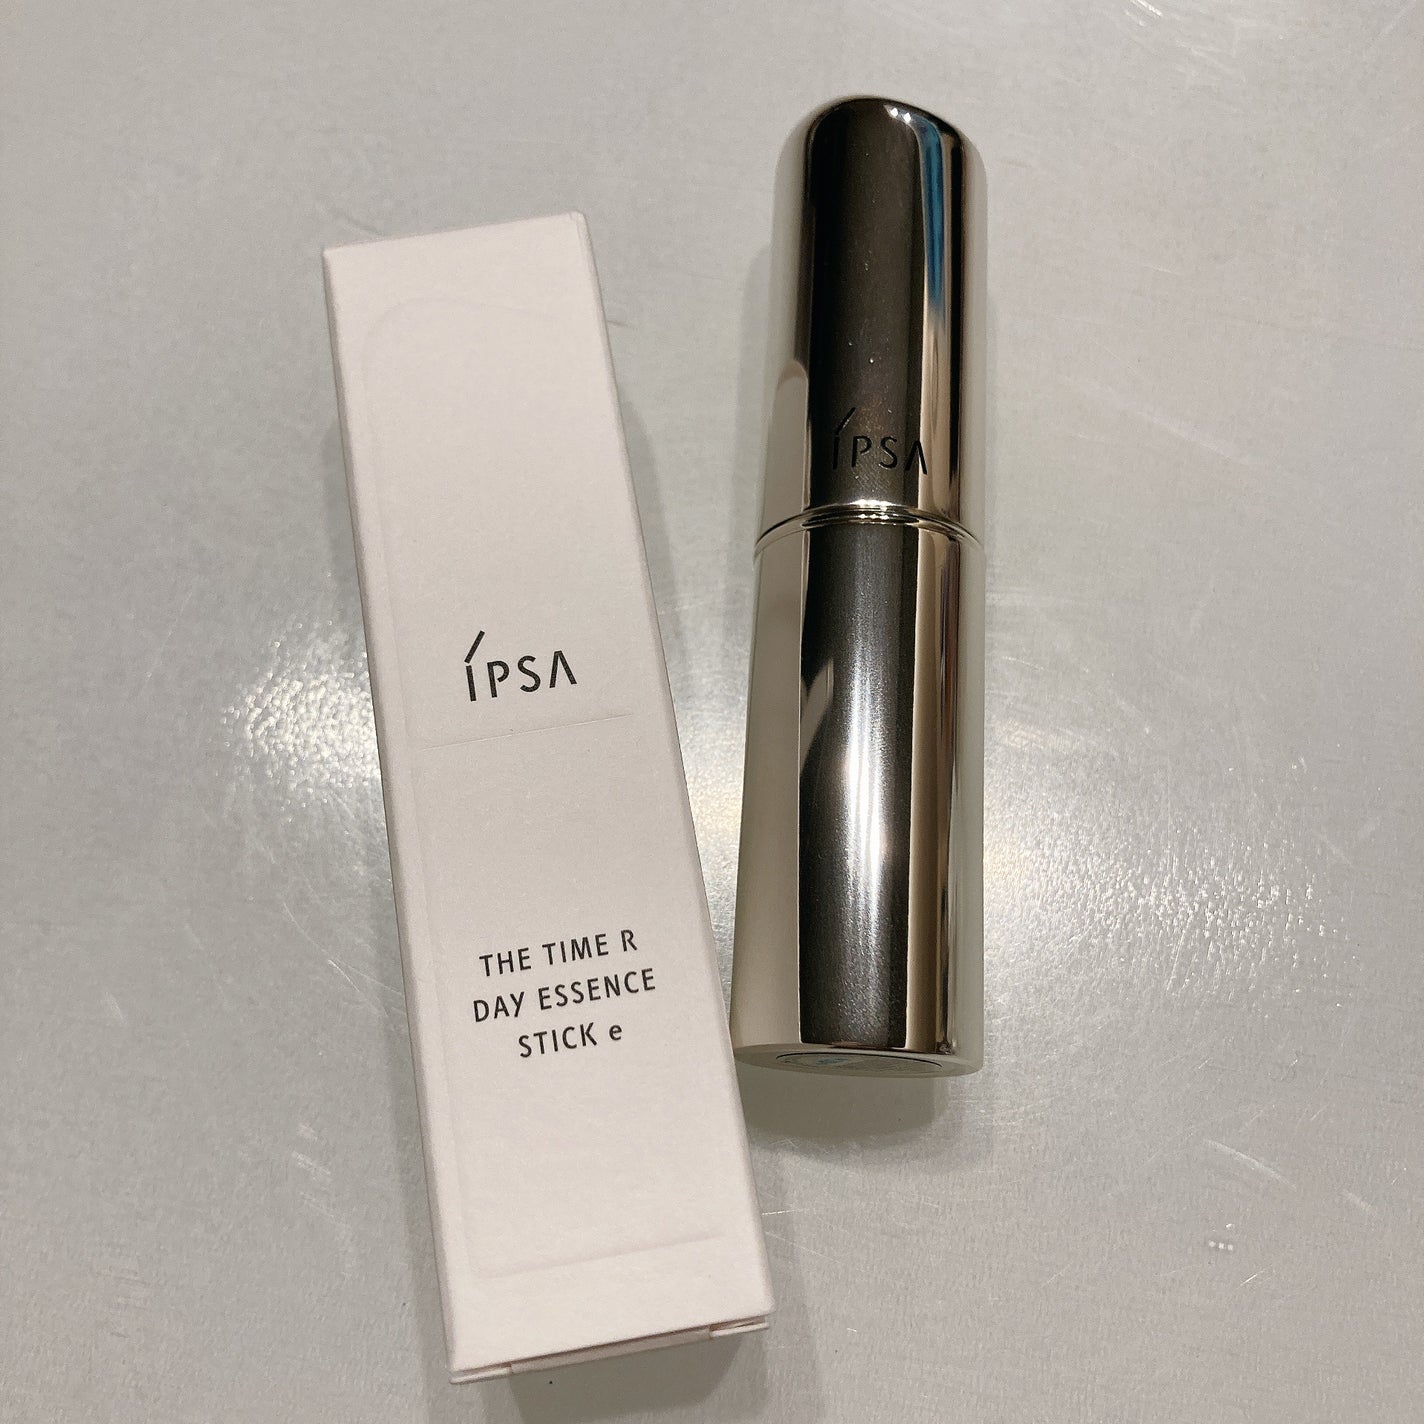 ÍPSA
THE TIME R
DAY ESSENCE
STICK e
ÍPSA